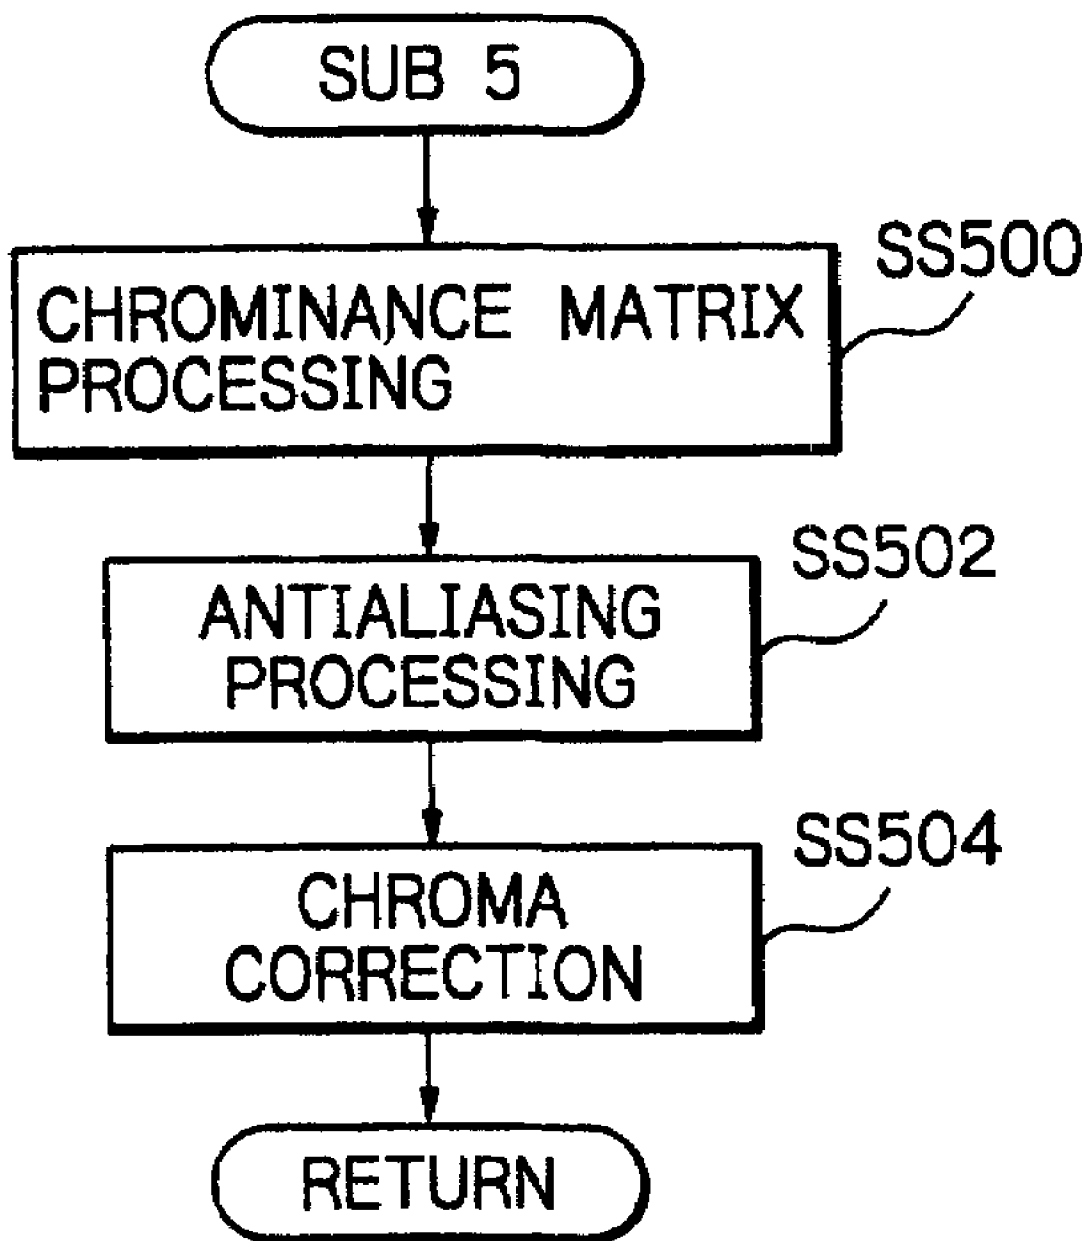 SUB 5
SS500
CHROMINANCE MATRIX
PROCESSING
SS502
ANTIALIASING
PROCESSING
SS504
CHROMA
CORRECTION
RETURN